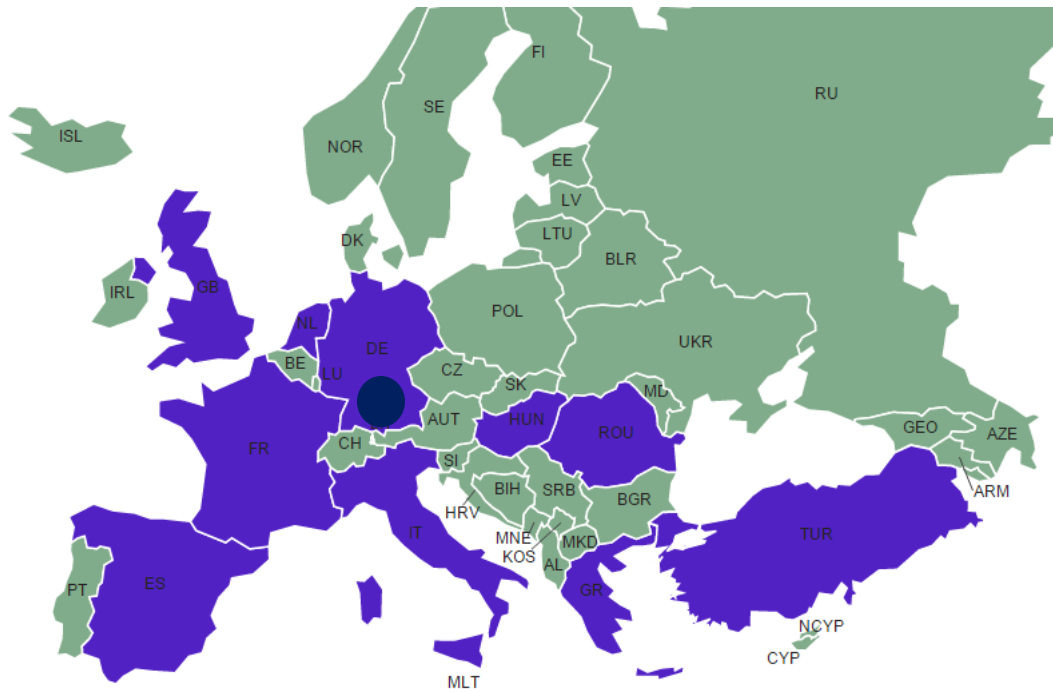 FI
RU
SE
ISL
NOR
EE
LV
LTU
DK
BLR
GB
IRL
POL
NL
UKR
DE
BE
CZ
LU
SK
MD
AUT
HUN
GEO
ROU
AZE
CH
FR
SI
BIH
SRB
ARM
BGR
HRV
IT
TUR
MNE
MKD
KOS
AL
ES
PT
GR
NCYP
CYP
MLT